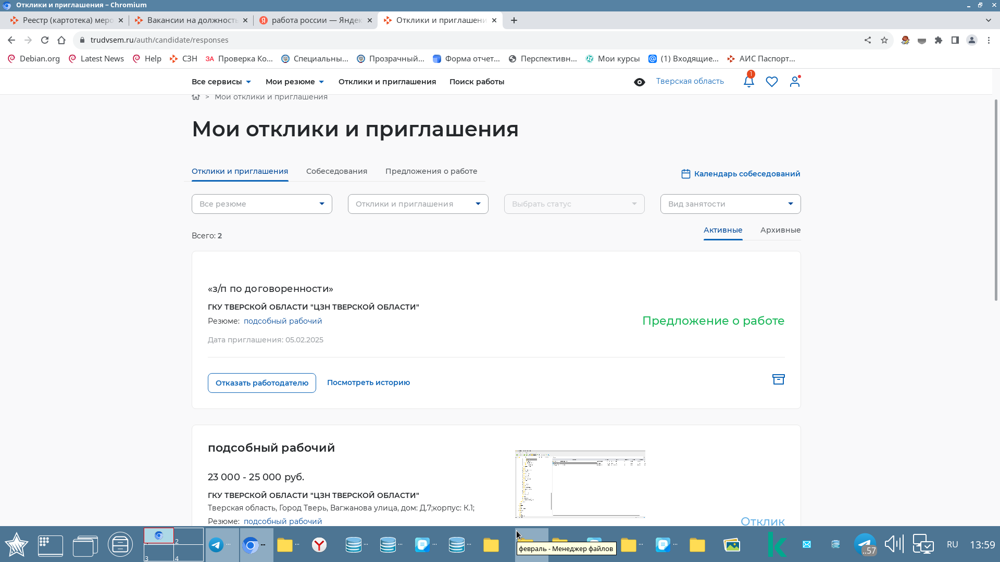 Отклики и приглашения – Chromium
Реестр (картотека) меро
Вакансии на должность
работа россии — Яндек
Отклики и приглашени
trudvsem.ru/auth/candidate/responses
Debian.org
Latest News
Help
СЗН
ЗА Проверка Ко...
Специальны...
Прозрачный...
Форма отчет...
Перспективн...
Мои курсы
(1) Входящие...
АИС Паспорт...
Все сервисы
Мои резюме
Отклики и приглашения
Поиск работы
Тверская область
1
> Мои отклики и приглашения
Мои отклики и приглашения
Отклики и приглашения
Собеседования
Предложения о работе
Календарь собеседований
Все резюме
Отклики и приглашения
Выбрать статус
Вид занятости
Всего: 2
Активные
Архивные
«з/п по договоренности»
ГКУ ТВЕРСКОЙ ОБЛАСТИ "ЦЗН ТВЕРСКОЙ ОБЛАСТИ"
Резюме: подсобный рабочий
Предложение о работе
Дата приглашения: 05.02.2025
Отказать работодателю
Посмотреть историю
подсобный рабочий
23 000 - 25 000 руб.
ГКУ ТВЕРСКОЙ ОБЛАСТИ "ЦЗН ТВЕРСКОЙ ОБЛАСТИ"
Тверская область, Город Тверь, Вагжанова улица, дом: Д.7;корпус: К.1;
Резюме: подсобный рабочий
Отклик
2
3
4
февраль - Менеджер файлов
..57
RU
13:59